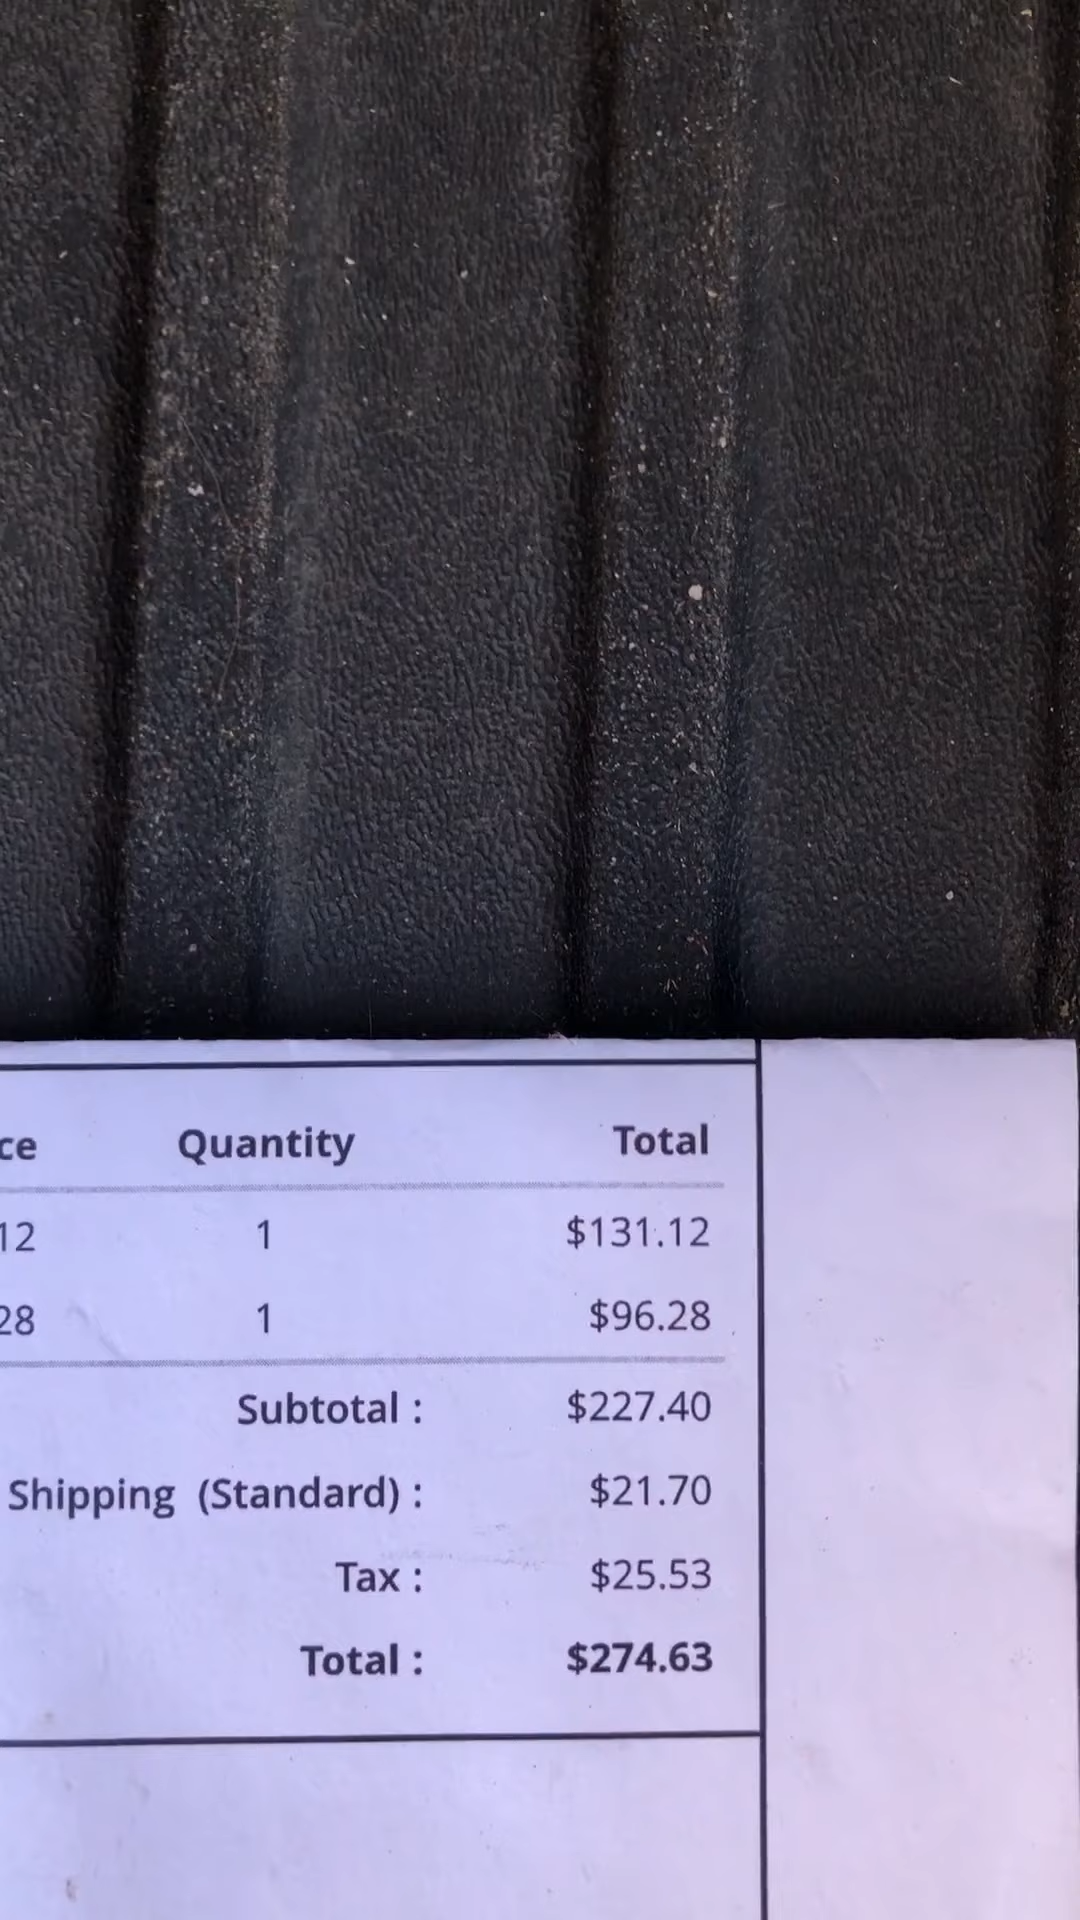 ce Quantity Total
12 1 $131.12
28 1 $96.28
Subtotal : $227.40
Shipping (Standard) : $21.70
Tax : $25.53
Total : $274.63